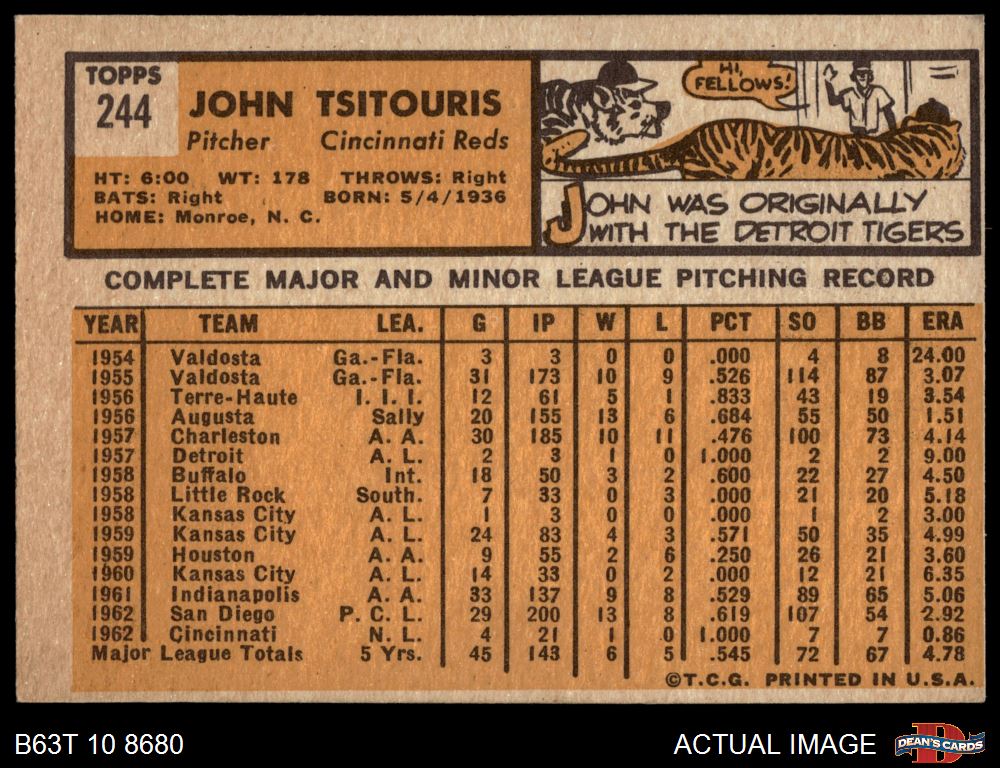 TOPPS
244
JOHN TSITOURIS
Pitcher Cincinnati Reds
HT: 6:00 WT: 178 THROWS: Right
BATS: Right BORN: 5/4/1936
HOME: Monroe, N. C.
HI,
FELLOWS!
JOHN WAS ORIGINALLY
WITH THE DETROIT TIGERS
COMPLETE MAJOR AND MINOR LEAGUE PITCHING RECORD
YEAR TEAM LEA. G IP W L PCT SO BB ERA
1954 Valdosta Ga.-Fla. 3 3 0 0 .000 4 8 24.00
1955 Valdosta Ga.-Fla. 31 173 10 9 .526 114 87 3.07
1956 Terre-Haute I. I. I. 12 61 5 1 .833 43 19 3.54
1956 Augusta Sally 20 155 13 6 .684 55 50 1.51
1957 Charleston A. A. 30 185 10 11 .476 100 73 4.14
1957 Detroit A. L. 2 3 1 0 1.000 2 2 9.00
1958 Buffalo Int. 18 50 3 2 .600 22 27 4.50
1958 Little Rock South. 7 33 0 3 .000 21 20 5.18
1958 Kansas City A. L. 1 3 0 0 .000 1 2 3.00
1959 Kansas City A. L. 24 83 4 3 .571 50 35 4.99
1959 Houston A. A. 9 55 2 6 .250 26 21 3.60
1960 Kansas City A. L. 14 33 0 2 .000 12 21 6.35
1961 Indianapolis A. A. 33 137 9 8 .529 89 65 5.06
1962 San Diego P. C. L. 29 200 13 8 .619 107 54 2.92
1962 Cincinnati N. L. 4 21 1 0 1.000 7 7 0.86
Major League Totals 5 Yrs. 45 143 6 5 .545 72 67 4.78
©T.C.G. PRINTED IN U.S.A.
B63T 10 8680 ACTUAL IMAGE D DEAN'S CARDS